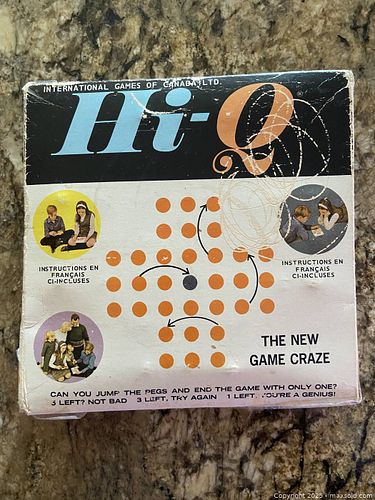 INTERNATIONAL GAMES OF CANADA LTD.
Hi-Q
INSTRUCTIONS EN
FRANÇAIS
CI-INCLUSES
INSTRUCTIONS EN
FRANÇAIS
CI-INCLUSES
THE NEW
GAME CRAZE
CAN YOU JUMP THE PEGS AND END THE GAME WITH ONLY ONE?
5 LEFT? NOT BAD 3 LEFT, TRY AGAIN 1 LEFT. YOU'RE A GENIUS!
Copyright 2025 - maxsold.com